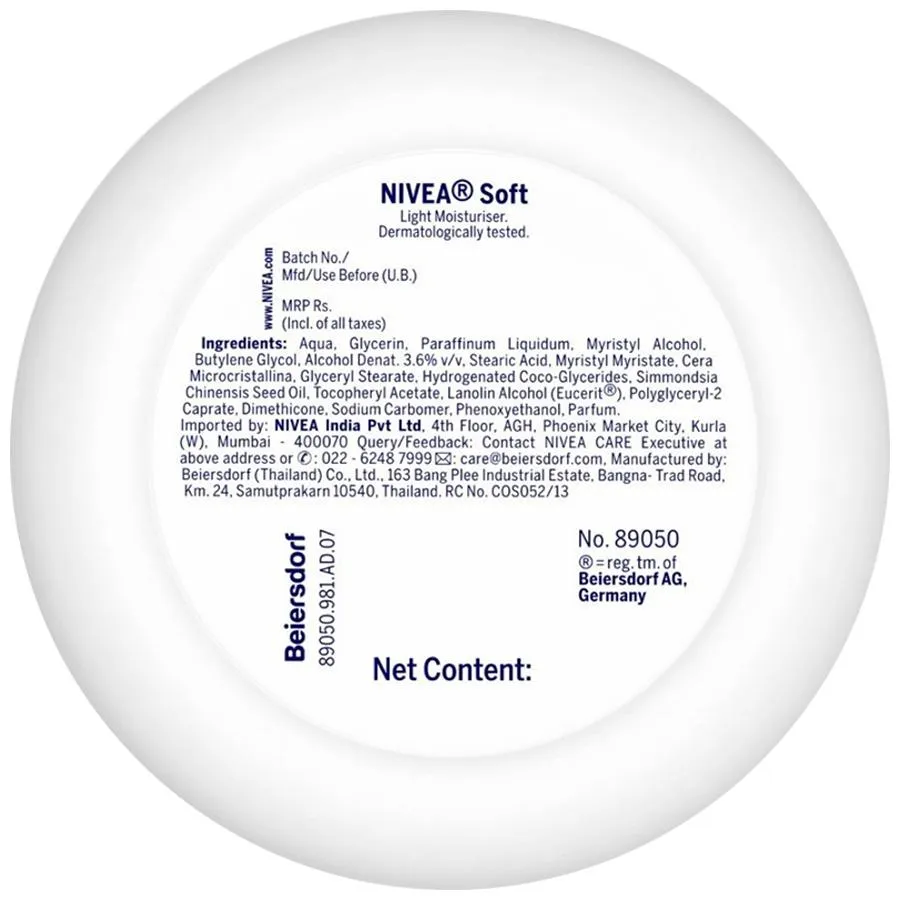 NIVEA® Soft
Light Moisturiser.
Dermatologically tested.
www.NIVEA.com
Batch No./
Mfd/Use Before (U.B.)
MRP Rs.
(Incl. of all taxes)
Ingredients: Aqua, Glycerin, Paraffinum Liquidum, Myristyl Alcohol,
Butylene Glycol, Alcohol Denat. 3.6% v/v, Stearic Acid, Myristyl Myristate, Cera
Microcristallina, Glyceryl Stearate, Hydrogenated Coco-Glycerides, Simmondsia
Chinensis Seed Oil, Tocopheryl Acetate, Lanolin Alcohol (Eucerit®), Polyglyceryl-2
Caprate, Dimethicone, Sodium Carbomer, Phenoxyethanol, Parfum.
Imported by: NIVEA India Pvt Ltd, 4th Floor, AGH, Phoenix Market City, Kurla
(W), Mumbai - 400070 Query/Feedback: Contact NIVEA CARE Executive at
above address or ✆: 022 - 6248 7999 ✉: care@beiersdorf.com, Manufactured by:
Beiersdorf (Thailand) Co., Ltd., 163 Bang Plee Industrial Estate, Bangna- Trad Road,
Km. 24, Samutprakarn 10540, Thailand. RC No. COS052/13
Beiersdorf
89050.981.AD.07
No. 89050
® = reg. tm. of
Beiersdorf AG,
Germany
Net Content: